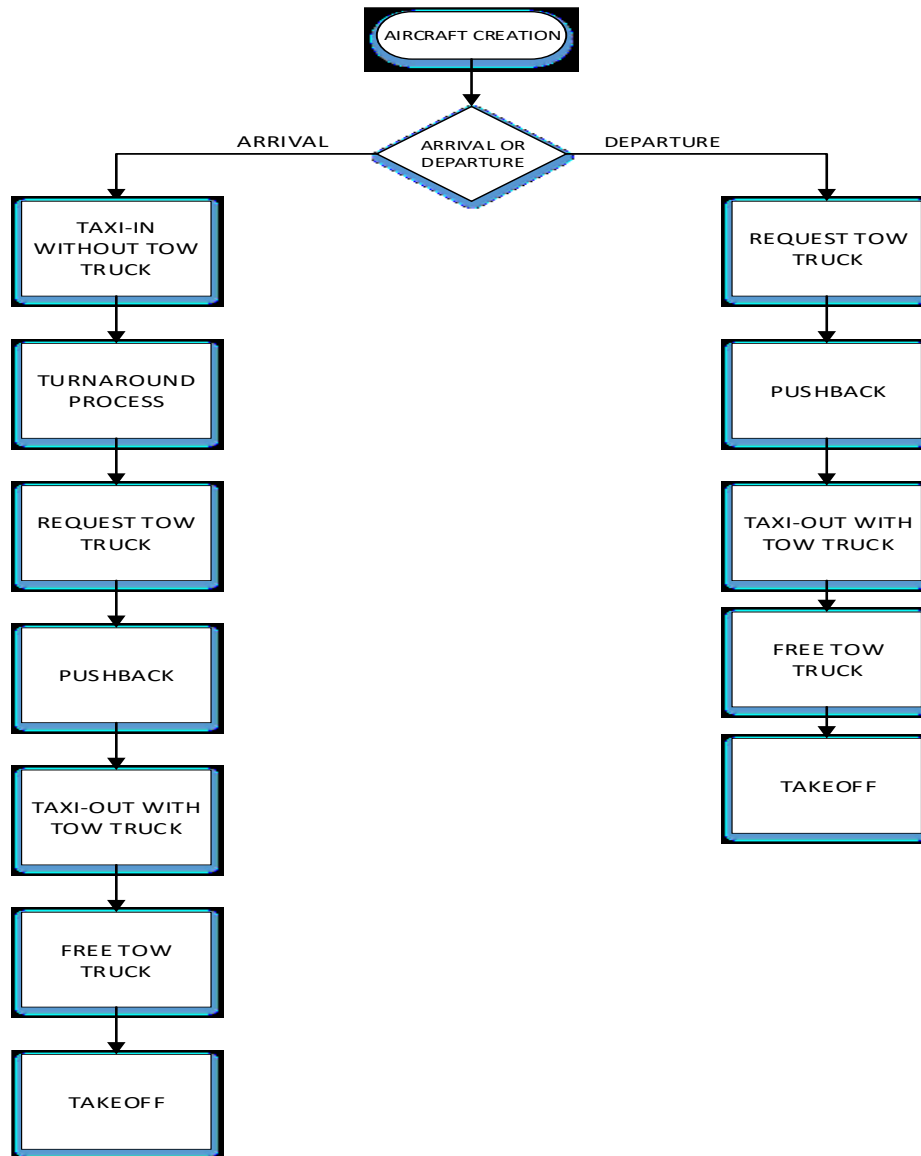 AIRCRAFT CREATION
ARRIVAL
ARRIVAL OR
DEPARTURE
DEPARTURE
TAXI-IN
WITHOUT TOW
TRUCK
TURNAROUND
PROCESS
REQUEST TOW
TRUCK
PUSHBACK
TAXI-OUT WITH
TOW TRUCK
FREE TOW
TRUCK
TAKEOFF
REQUEST TOW
TRUCK
PUSHBACK
TAXI-OUT WITH
TOW TRUCK
FREE TOW
TRUCK
TAKEOFF